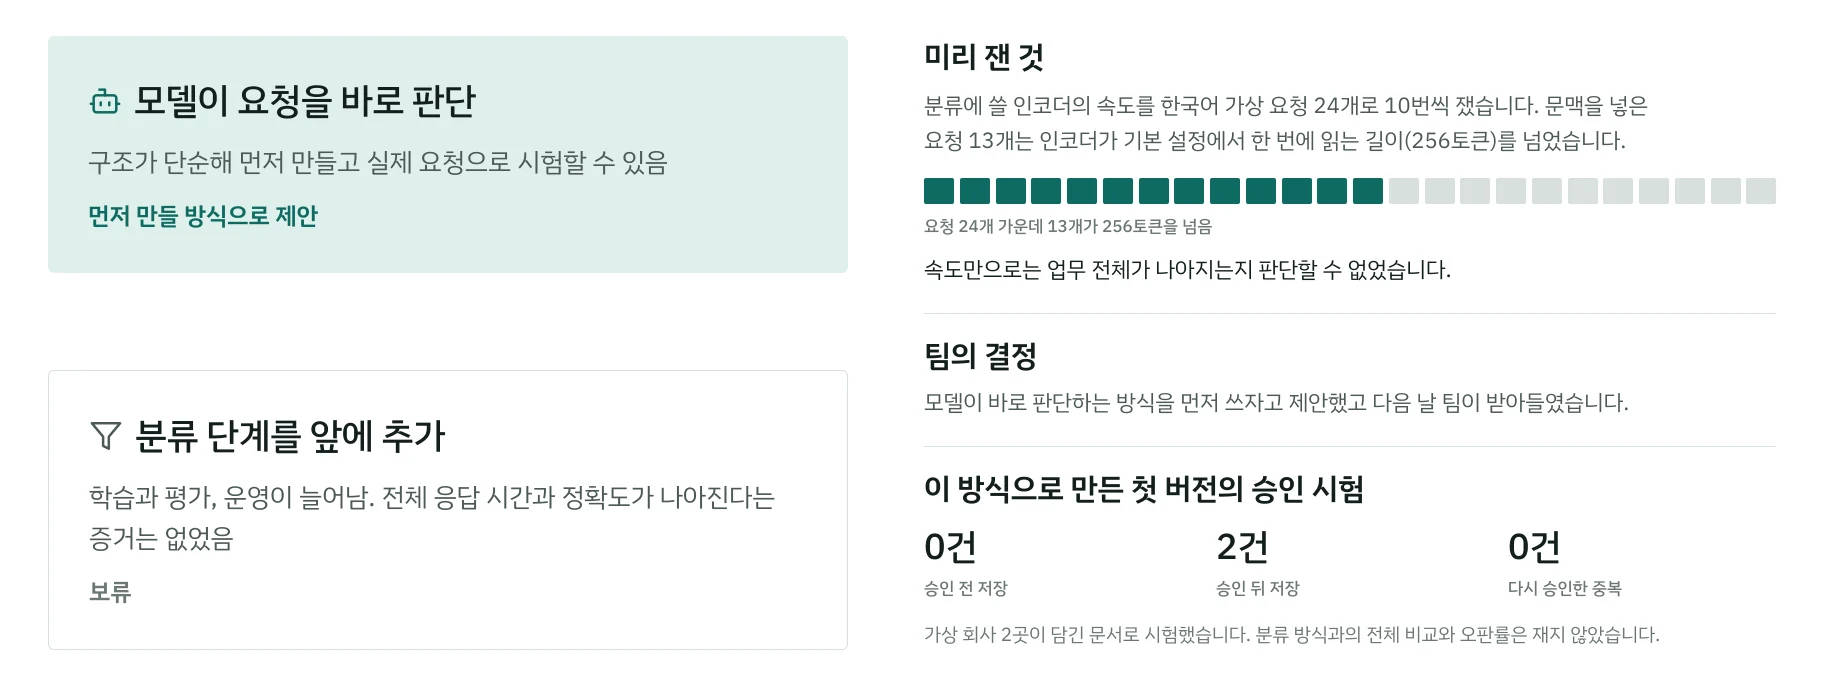 모델이 요청을 바로 판단
구조가 단순해 먼저 만들고 실제 요청으로 시험할 수 있음
먼저 만들 방식으로 제안
분류 단계를 앞에 추가
학습과 평가, 운영이 늘어남. 전체 응답 시간과 정확도가 나아진다는
증거는 없었음
보류
미리 잰 것
분류에 쓸 인코더의 속도를 한국어 가상 요청 24개로 10번씩 쟀습니다. 문맥을 넣은
요청 13개는 인코더가 기본 설정에서 한 번에 읽는 길이(256토큰)를 넘었습니다.
요청 24개 가운데 13개가 256토큰을 넘음
속도만으로는 업무 전체가 나아지는지 판단할 수 없었습니다.
팀의 결정
모델이 바로 판단하는 방식을 먼저 쓰자고 제안했고 다음 날 팀이 받아들였습니다.
이 방식으로 만든 첫 버전의 승인 시험
0건
승인 전 저장
2건
승인 뒤 저장
0건
다시 승인한 중복
가상 회사 2곳이 담긴 문서로 시험했습니다. 분류 방식과의 전체 비교와 오판률은 재지 않았습니다.